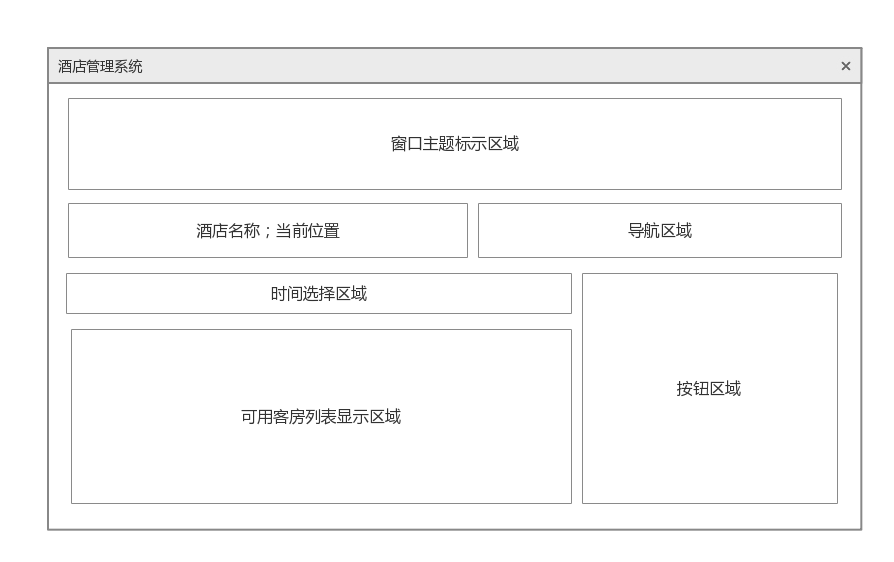 酒店管理系统
×
窗口主题标示区域
酒店名称；当前位置
导航区域
时间选择区域
按钮区域
可用客房列表显示区域